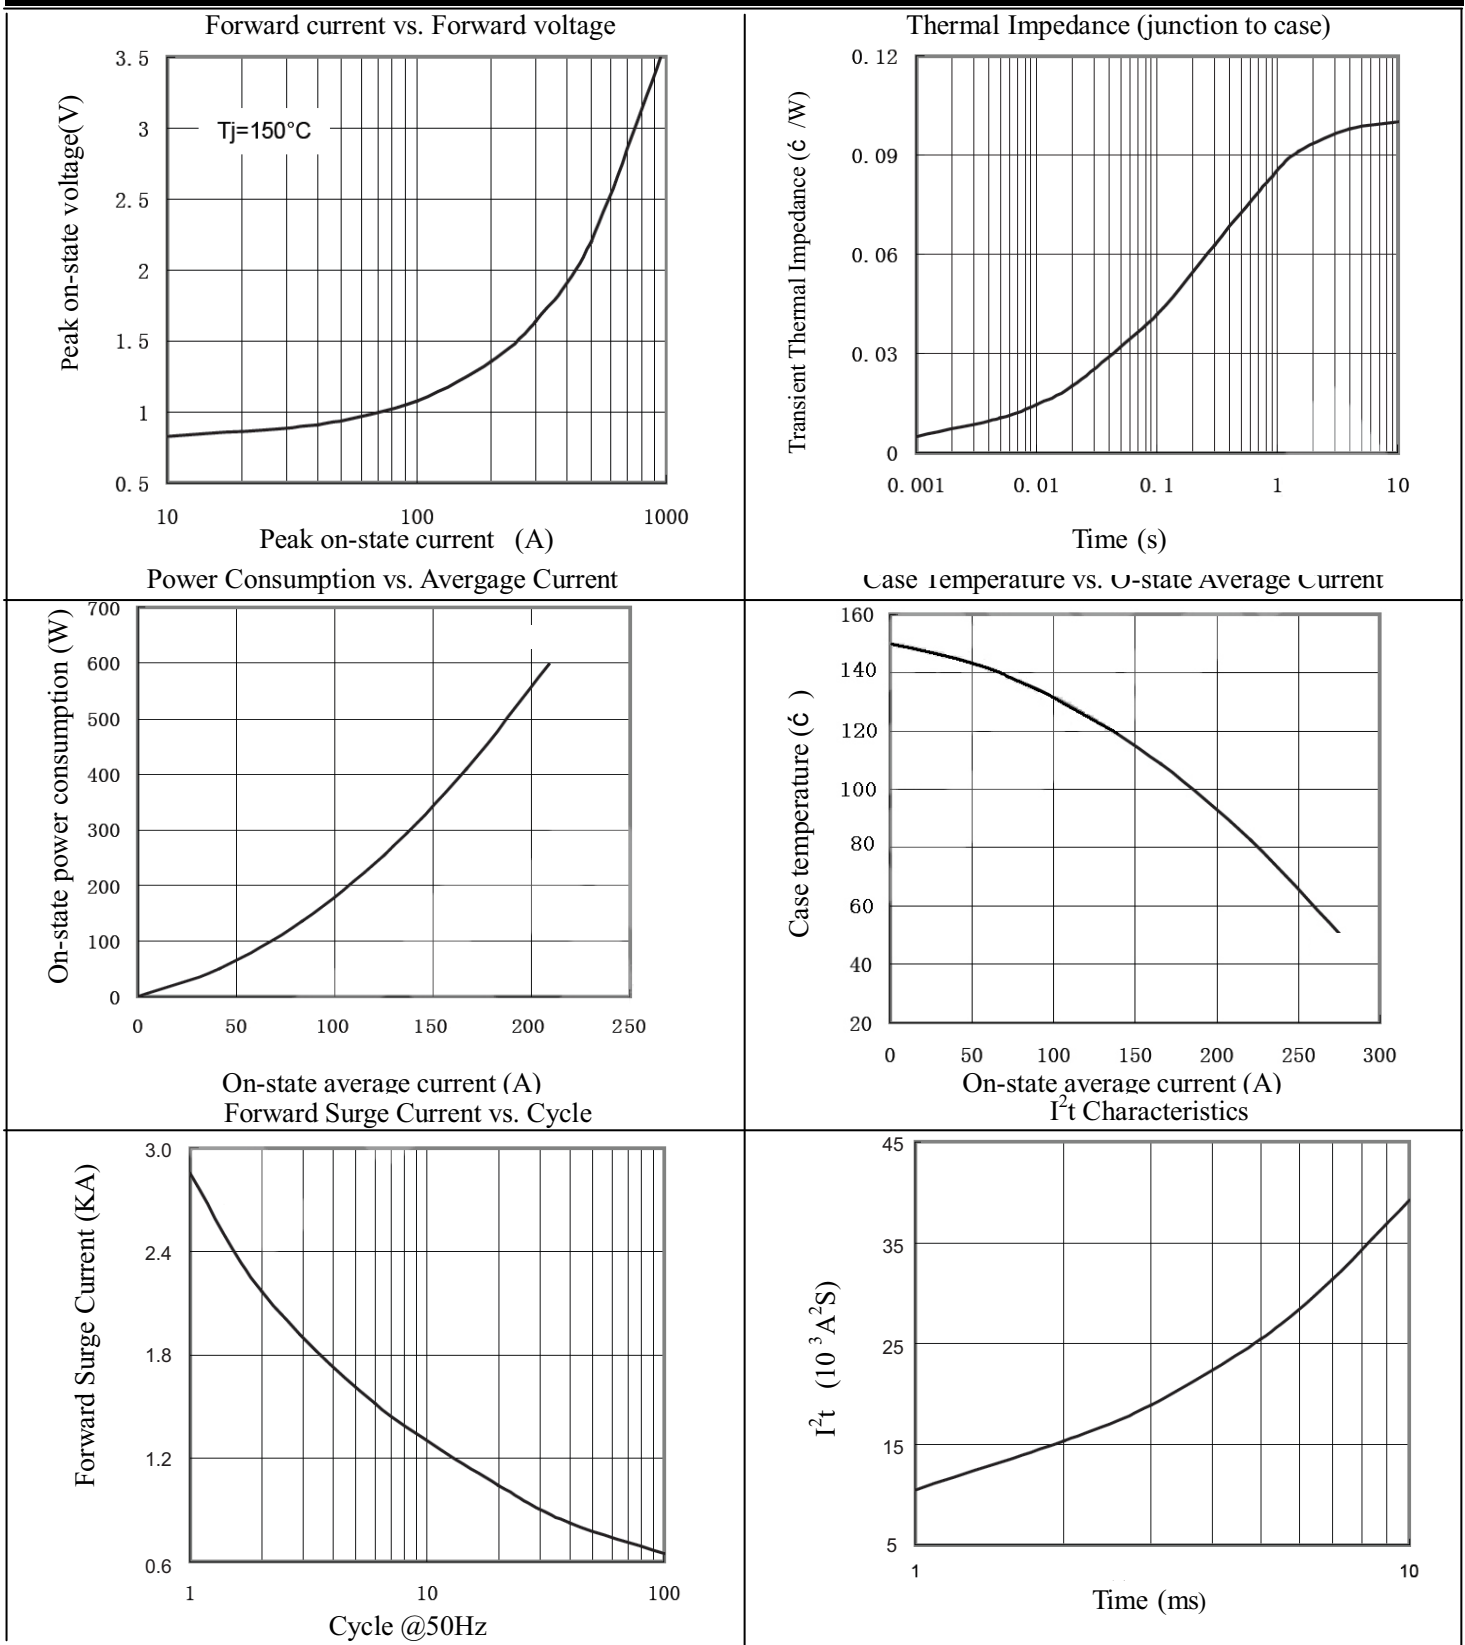 Forward current vs. Forward voltage
3.5
3
2.5
2
1.5
1
0.5
Peak on-state voltage(V)
Tj=150°C
10 100 1000
Peak on-state current (A)
Thermal Impedance (junction to case)
0.12
0.09
0.06
0.03
0
Transient Thermal Impedance (ć /W)
0.001 0.01 0.1 1 10
Time (s)
Power Consumption vs. Avergage Current
700
600
500
400
300
200
100
0
On-state power consumption (W)
0 50 100 150 200 250
On-state average current (A)
Case Temperature vs. O-state Average Current
160
140
120
100
80
60
40
20
Case temperature (ć )
0 50 100 150 200 250 300
On-state average current (A)
Forward Surge Current vs. Cycle
3.0
2.4
1.8
1.2
0.6
Forward Surge Current (KA)
1 10 100
Cycle @50Hz
I²t Characteristics
45
35
25
15
5
I²t (10³A²S)
1 10
Time (ms)